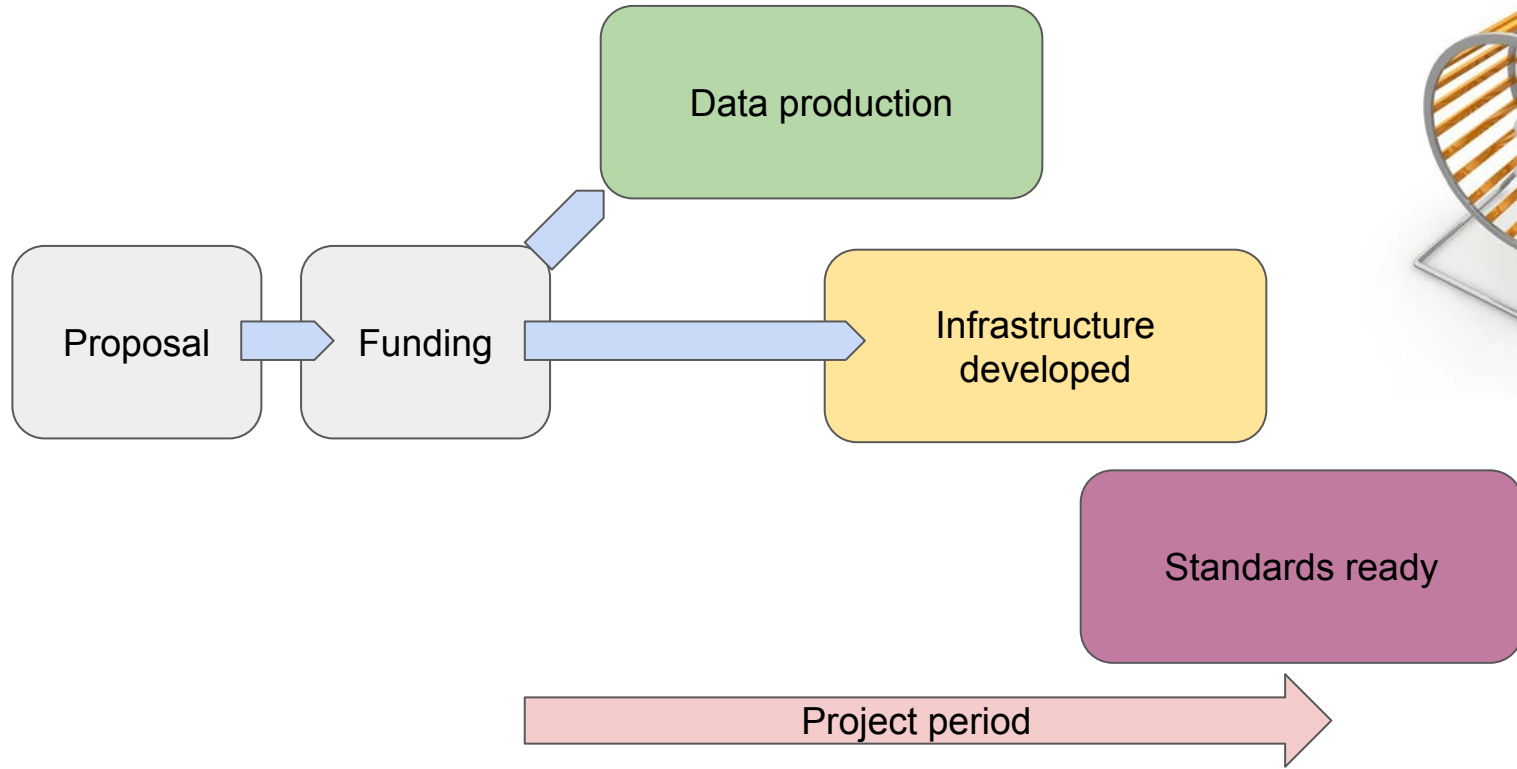 Data production
Proposal
Funding
Infrastructure
developed
Standards ready
Project period